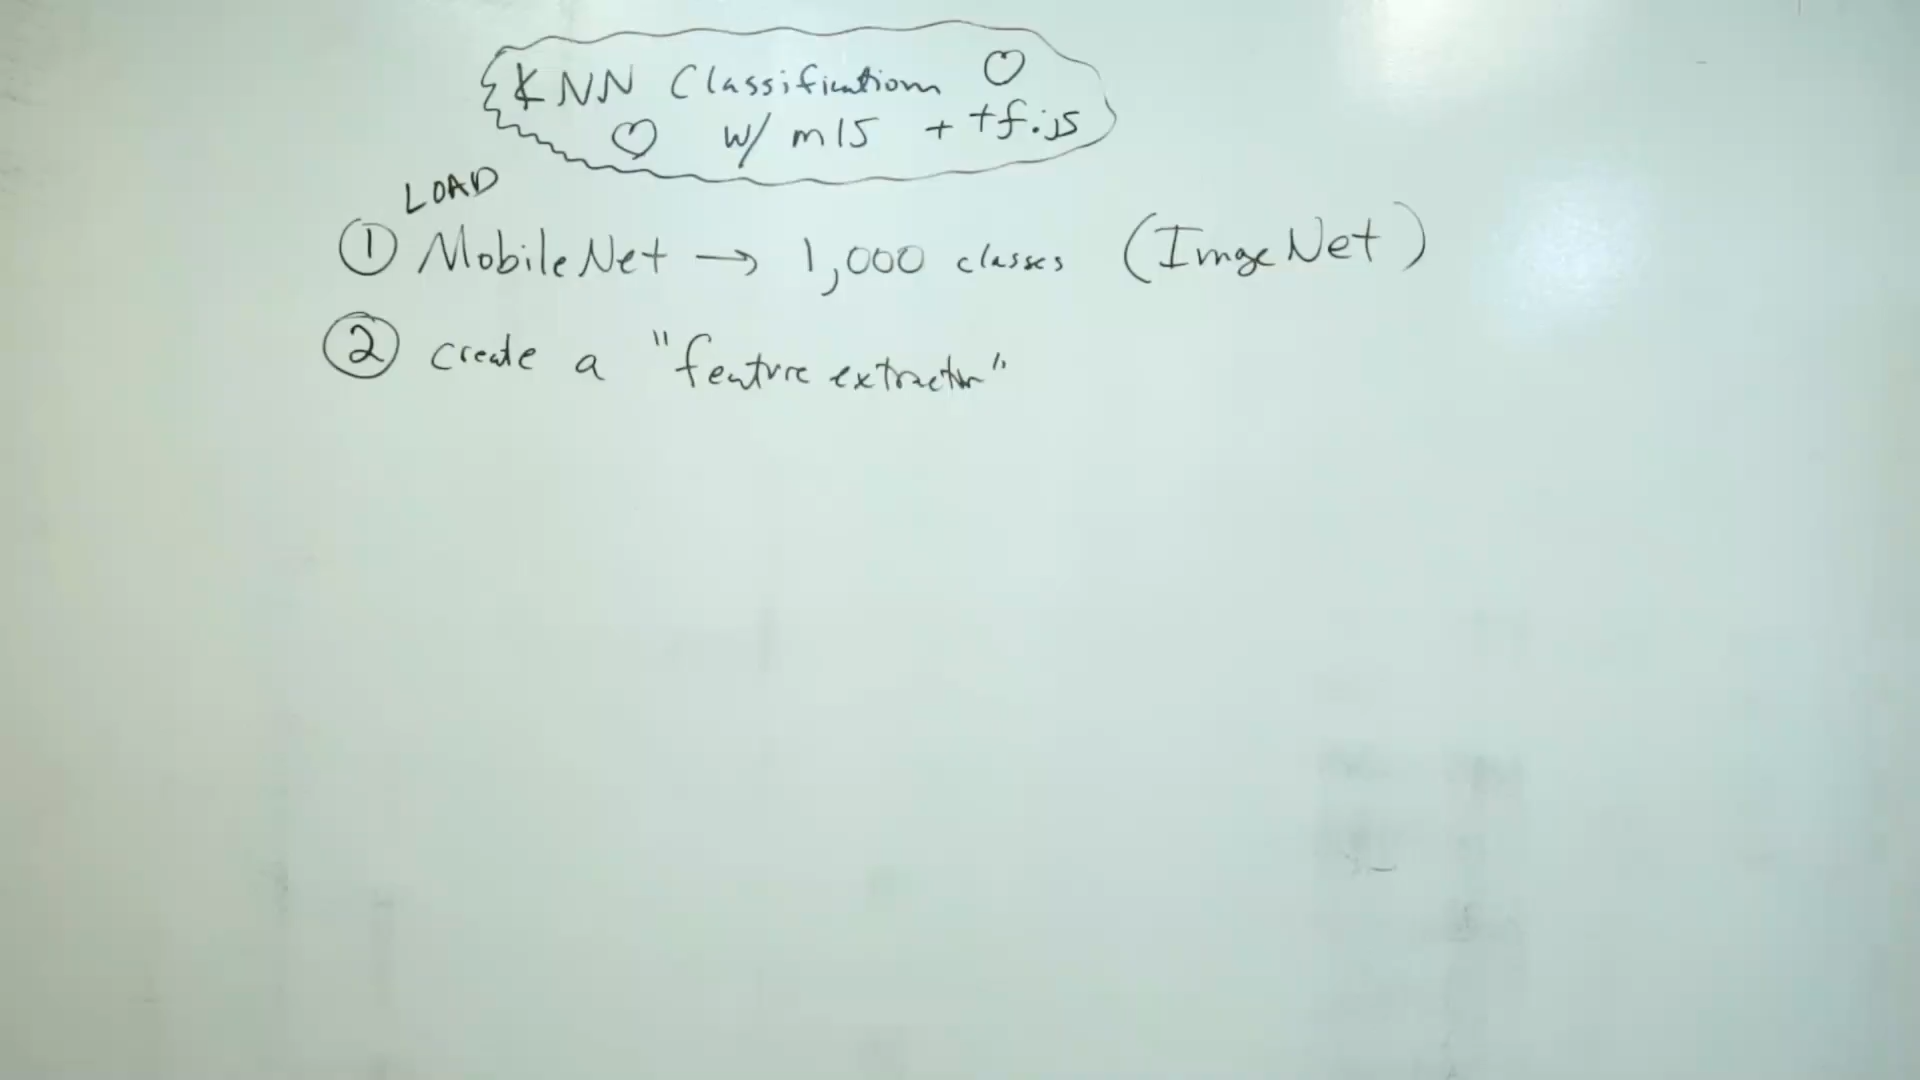 KNN Classification
w/ ml5 + tf.js
LOAD
① MobileNet → 1,000 classes (ImageNet)
② create a "feature extractor"